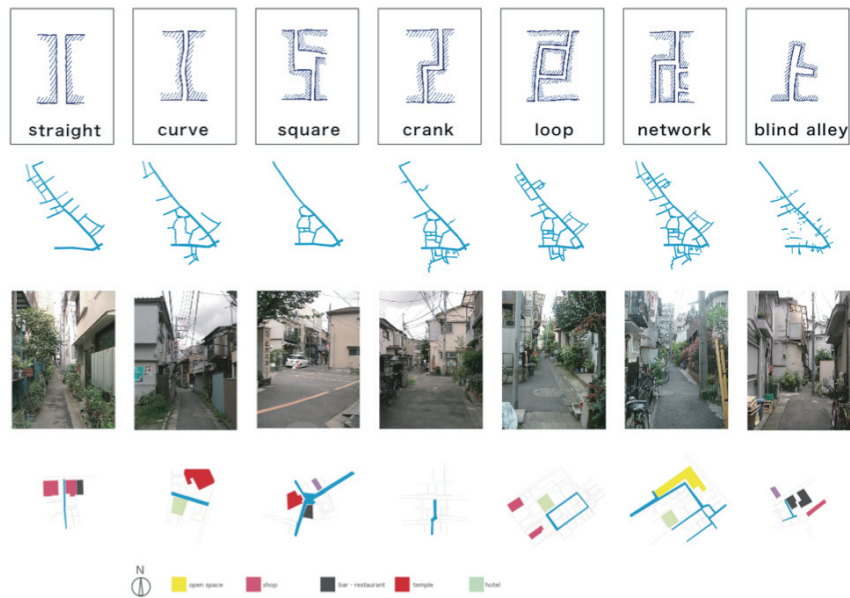 straight
curve
square
crank
loop
network
blind alley
N
open space
shop
bar・restaurant
temple
hotel